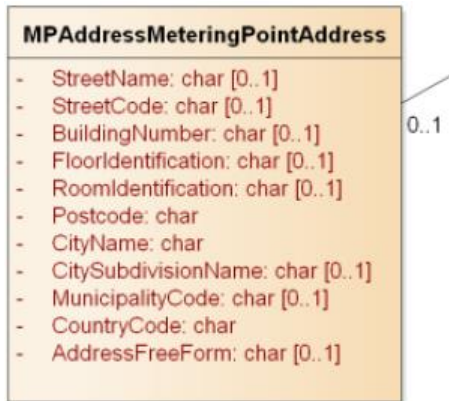 MPAddressMeteringPointAddress
- StreetName: char [0..1]
- StreetCode: char [0..1]
- BuildingNumber: char [0..1]
- FloorIdentification: char [0..1]
- RoomIdentification: char [0..1]
- Postcode: char
- CityName: char
- CitySubdivisionName: char [0..1]
- MunicipalityCode: char [0..1]
- CountryCode: char
- AddressFreeForm: char [0..1]
0..1